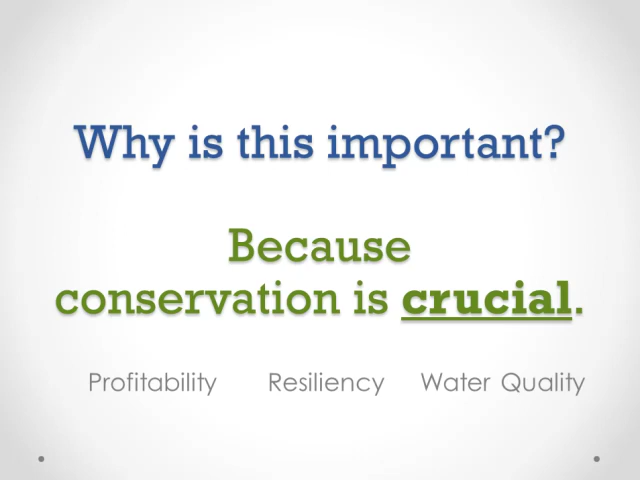 Why is this important?
Because
conservation is crucial.
Profitability Resiliency Water Quality